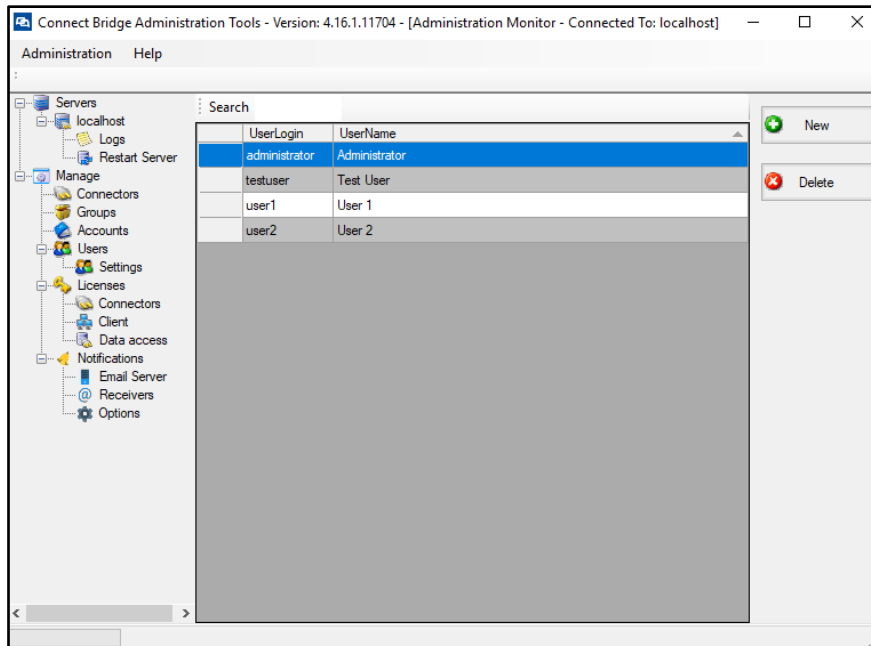 Connect Bridge Administration Tools - Version: 4.16.1.11704 - [Administration Monitor - Connected To: localhost]
Administration Help
Servers
localhost
Logs
Restart Server
Manage
Connectors
Groups
Accounts
Users
Settings
Licenses
Connectors
Client
Data access
Notifications
Email Server
Receivers
Options
Search
UserLogin UserName
administrator Administrator
testuser Test User
user1 User 1
user2 User 2
New
Delete